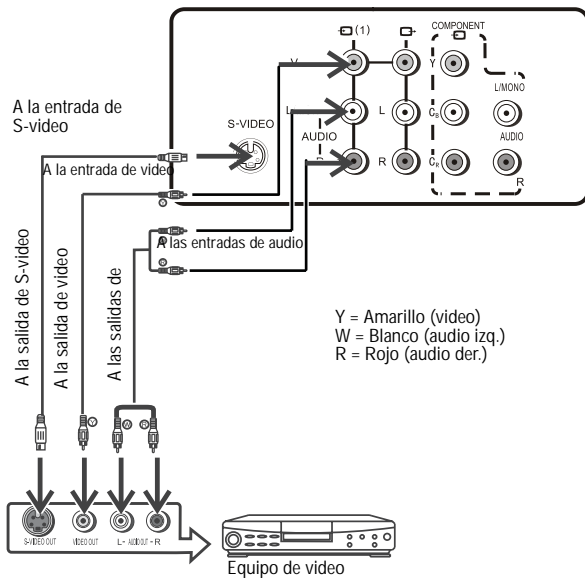 (1)
COMPONENT
V
Y
L/MONO
A la entrada de
S-video
S-VIDEO
L
L
CB
AUDIO
AUDIO
A la entrada de video
R
CR
R
Y
W
A las entradas de audio
R
A la salida de S-video
A la salida de video
A las salidas de
Y = Amarillo (video)
W = Blanco (audio izq.)
R = Rojo (audio der.)
Y
W
R
S-VIDEO OUT
VIDEO OUT
L - AUDIO OUT - R
Equipo de video